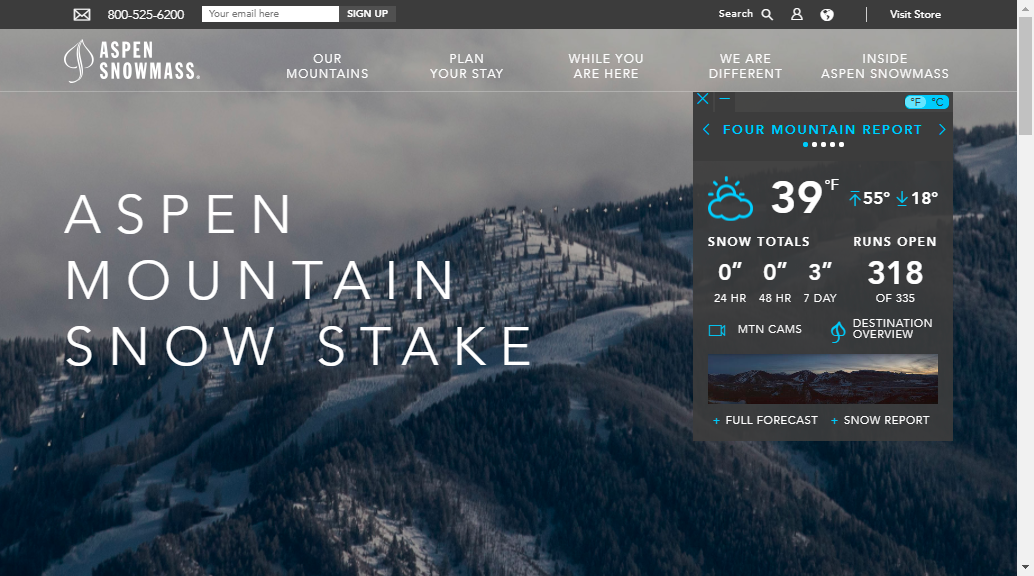 800-525-6200 Your email here SIGN UP Search Visit Store
ASPEN
SNOWMASS.
OUR
MOUNTAINS
PLAN
YOUR STAY
WHILE YOU
ARE HERE
WE ARE
DIFFERENT
INSIDE
ASPEN SNOWMASS
°F °C
FOUR MOUNTAIN REPORT
39°F 55° 18°
SNOW TOTALS RUNS OPEN
0” 0” 3” 318
24 HR 48 HR 7 DAY OF 335
MTN CAMS
DESTINATION
OVERVIEW
+ FULL FORECAST + SNOW REPORT
ASPEN
MOUNTAIN
SNOW STAKE